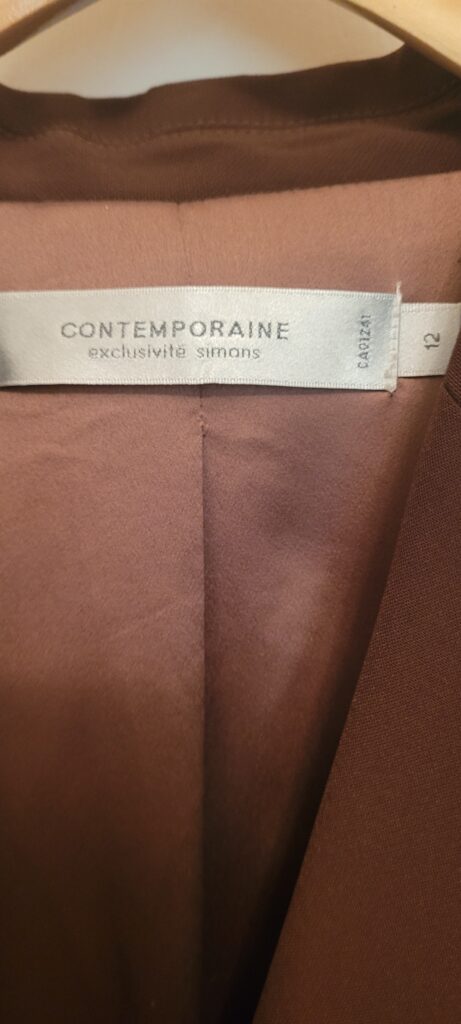 CONTEMPORAINE
exclusivité simons
CA01241
12